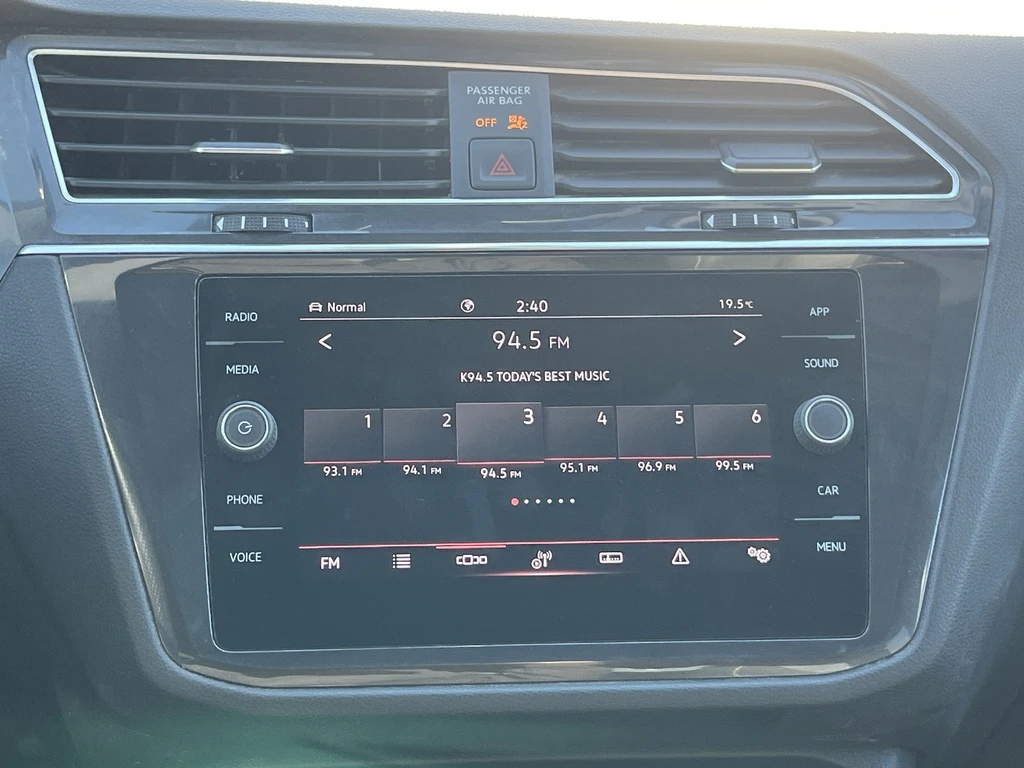 PASSENGER
AIR BAG
OFF
RADIO
MEDIA
PHONE
VOICE
Normal 2:40 19.5°C
< 94.5 FM >
K94.5 TODAY'S BEST MUSIC
1 2 3 4 5 6
93.1 FM 94.1 FM 94.5 FM 95.1 FM 96.9 FM 99.5 FM
FM
APP
SOUND
CAR
MENU